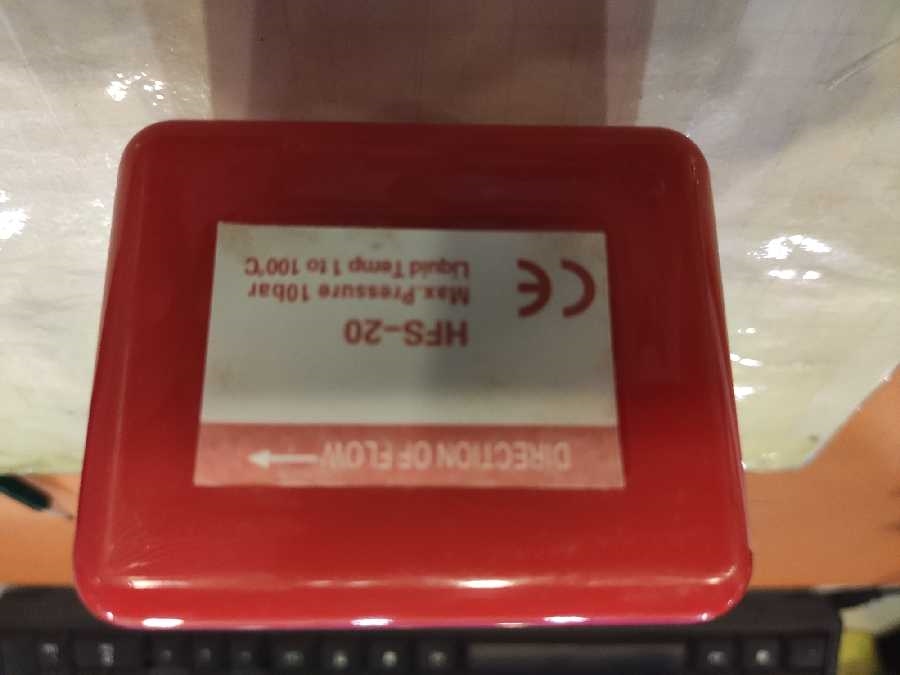 DIRECTION OF FLOW
HFS-20
Max.Pressure 10bar
Liquid Temp 1 to 100°C
CE